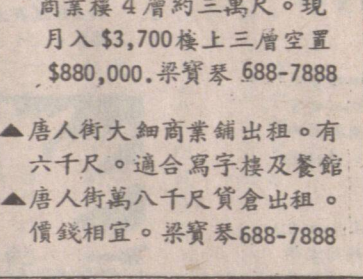 商業樓4層約三萬尺。現
月入$3,700樓上三層空置
$880,000.梁寶琴 688-7888
▲唐人街大細商業舖出租。有
六千尺。適合寫字樓及餐館
▲唐人街萬八千尺貨倉出租。
價錢相宜。梁寶琴688-7888